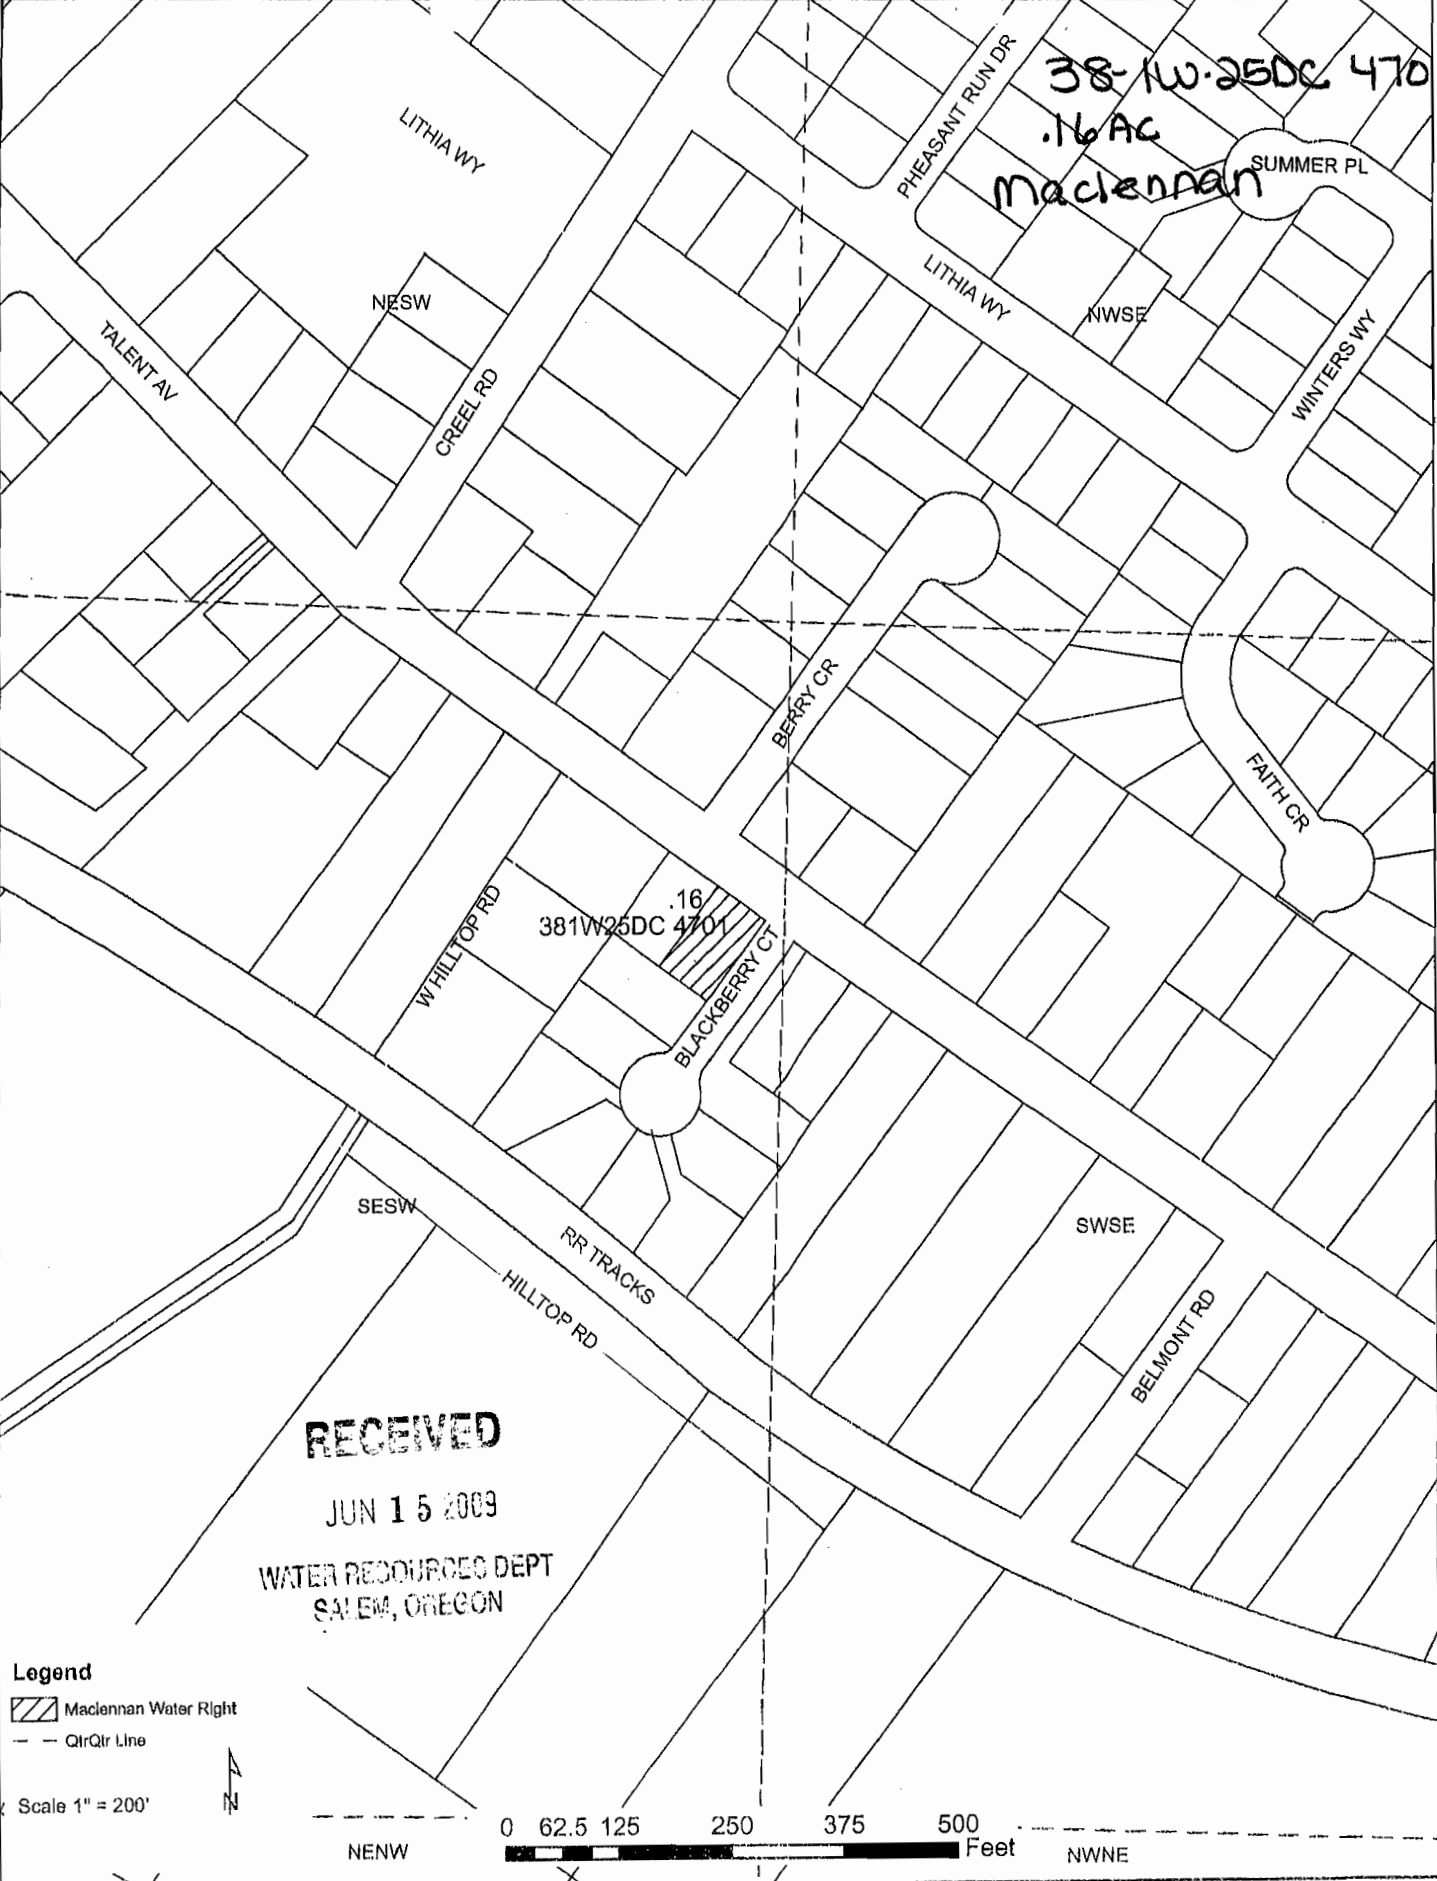 38-1W-25DC 470
.16 AC
Maclennan
PHEASANT RUN DR
SUMMER PL
LITHIA WY
LITHIA WY
NESW
NWSE
TALENT AV
CREEL RD
WINTERS WY
BERRY CR
FAITH CR
.16
381W25DC 4701
W HILLTOP RD
BLACKBERRY CT
SESW
SWSE
RR TRACKS
HILLTOP RD
BELMONT RD
RECEIVED
JUN 15 2009
WATER RESOURCES DEPT
SALEM, OREGON
Legend
Maclennan Water Right
QtrQtr Line
Scale 1" = 200'
N
0 62.5 125 250 375 500
Feet
NENW
NWNE